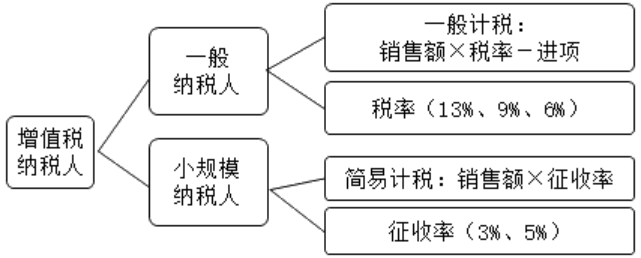 增值税
纳税人
一般
纳税人
一般计税：
销售额×税率－进项
税率（13%、9%、6%）
小规模
纳税人
简易计税：销售额×征收率
征收率（3%、5%）